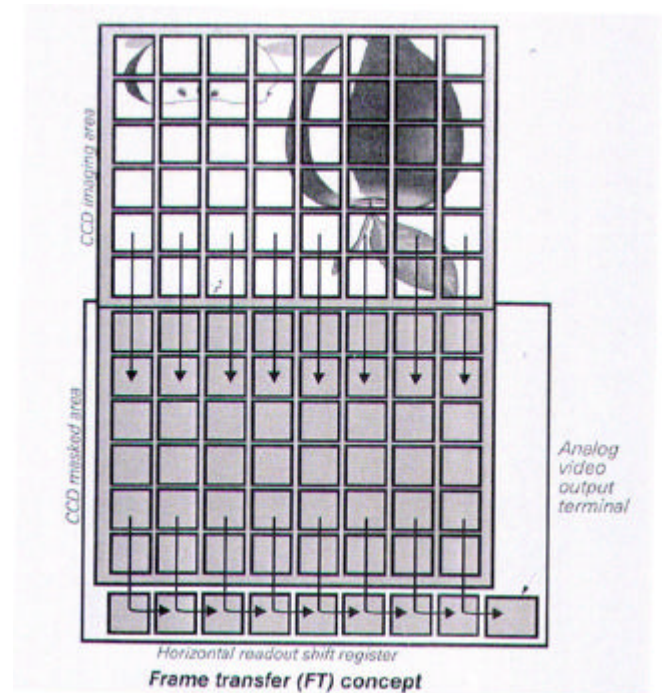 CCD imaging area
CCD masked area
Analog
video
output
terminal
Horizontal readout shift register
Frame transfer (FT) concept